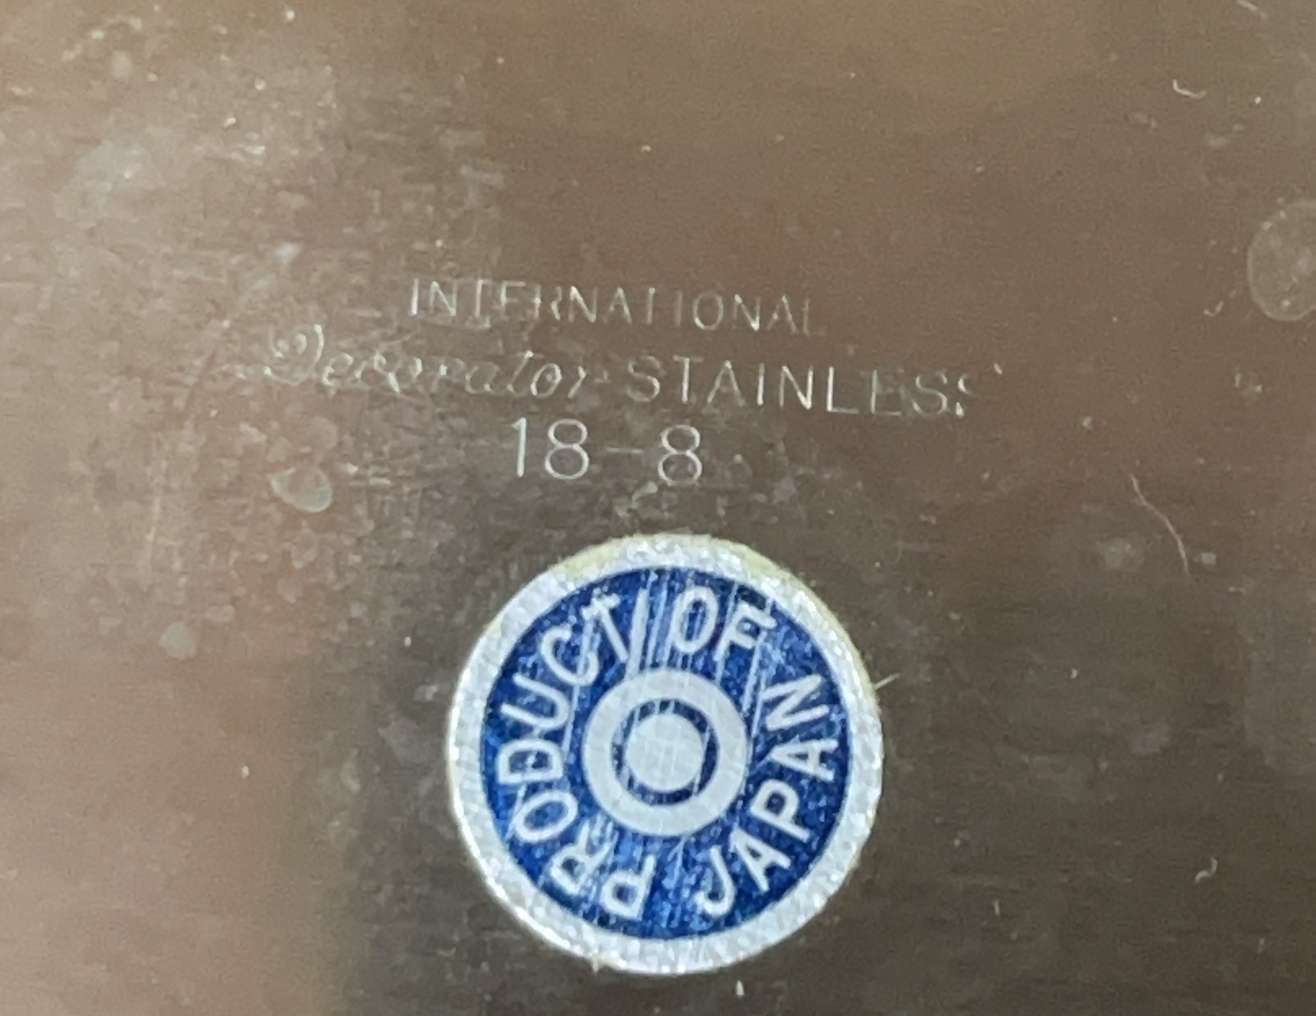 INTERNATIONAL
Decorator STAINLESS
18-8
PRODUCT OF JAPAN